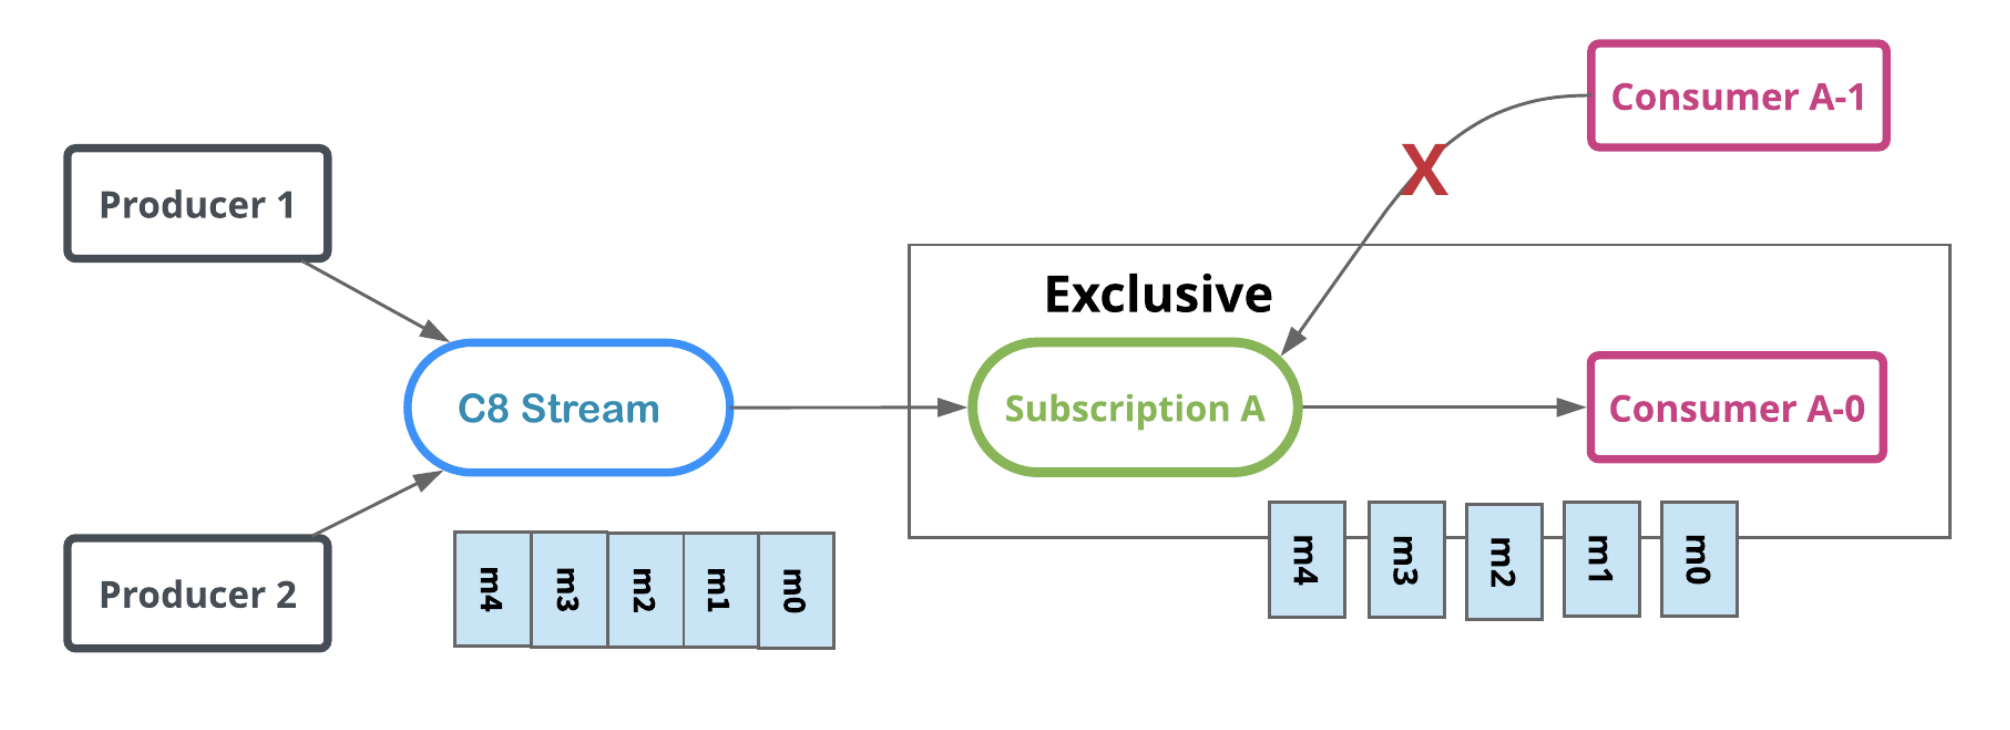 Consumer A-1
X
Producer 1
Exclusive
C8 Stream
Subscription A
Consumer A-0
Producer 2
m4
m3
m2
m1
m0
m4
m3
m2
m1
m0